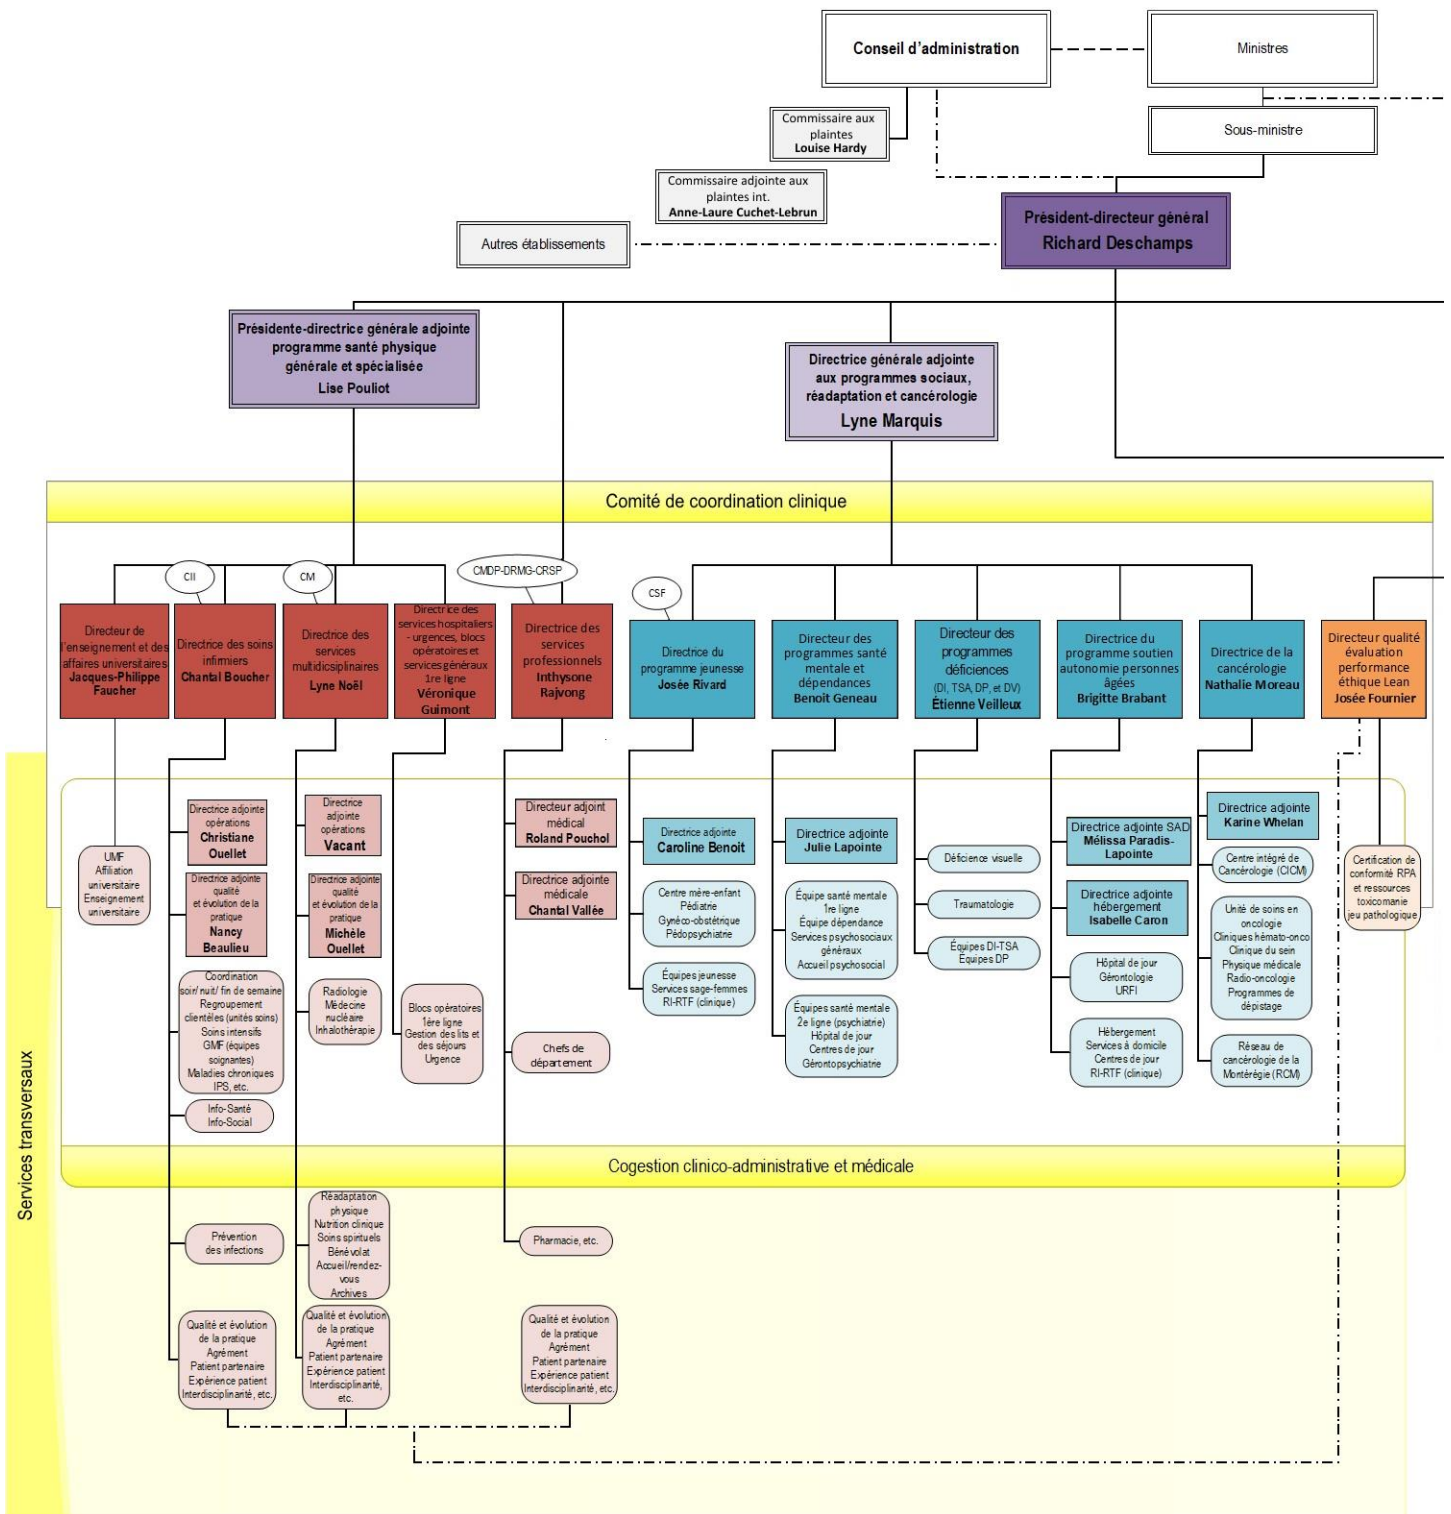 Conseil d'administration
Ministres
Commissaire aux
plaintes
Louise Hardy
Sous-ministre
Commissaire adjointe aux
plaintes int.
Anne-Laure Cuchet-Lebrun
Président-directeur général
Richard Deschamps
Autres établissements
Présidente-directrice générale adjointe
programme santé physique
générale et spécialisée
Lise Pouliot
Directrice générale adjointe
aux programmes sociaux,
réadaptation et cancérologie
Lyne Marquis
Comité de coordination clinique
CII
CM
CMDP-DRMG-CRSP
CSF
Directeur de
l'enseignement et des
affaires universitaires
Jacques-Philippe
Faucher
Directrice des soins
infirmiers
Chantal Boucher
Directrice des
services
multidicsiplinaires
Lyne Noël
Directrice des
services hospitaliers
- urgences, blocs
opératoires et
services généraux
1re ligne
Véronique
Guimont
Directrice des
services
professionnels
Inthysone
Rajvong
Directrice du
programme jeunesse
Josée Rivard
Directeur des
programmes santé
mentale et
dépendances
Benoît Geneau
Directeur des
programmes
déficiences
(DI, TSA, DP, et DV)
Étienne Veilleux
Directrice du
programme soutien
autonomie personnes
âgées
Brigitte Brabant
Directrice de la
cancérologie
Nathalie Moreau
Directeur qualité
évaluation
performance
éthique Lean
Josée Fournier
UMF
Affiliation
universitaire
Enseignement
universitaire
Directrice adjointe
opérations
Christiane
Ouellet
Directrice adjointe
qualité
et évolution de la
pratique
Nancy
Beaulieu
Coordination
soir/ nuit/ fin de semaine
Regroupement
clientèles (unités soins)
Soins intensifs
GMF (équipes
soignantes)
Maladies chroniques
IPS, etc.
Info-Santé
Info-Social
Directrice
adjointe
opérations
Vacant
Directrice adjointe
qualité
et évolution de la
pratique
Michèle
Ouellet
Radiologie
Médecine
nucléaire
Inhalothérapie
Blocs opératoires
1ère ligne
Gestion des lits et
des séjours
Urgence
Directeur adjoint
médical
Roland Pouchol
Directrice adjointe
médicale
Chantal Vallée
Chefs de
département
Directrice adjointe
Caroline Benoit
Centre mère-enfant
Pédiatrie
Gynéco-obstétrique
Pédopsychiatrie
Équipes jeunesse
Services sage-femmes
RI-RTF (clinique)
Directrice adjointe
Julie Lapointe
Équipe santé mentale
1re ligne
Équipe dépendance
Services psychosociaux
généraux
Accueil psychosocial
Équipes santé mentale
2e ligne (psychiatrie)
Hôpital de jour
Centres de jour
Gérontopsychiatrie
Déficience visuelle
Traumatologie
Équipes DI-TSA
Équipes DP
Directrice adjointe SAD
Mélissa Paradis-
Lapointe
Directrice adjointe
hébergement
Isabelle Caron
Hôpital de jour
Gérontologie
URFI
Hébergement
Services à domicile
Centres de jour
RI-RTF (clinique)
Directrice adjointe
Karine Whelan
Centre intégré de
Cancérologie (CICM)
Unité de soins en
oncologie
Cliniques hémato-onco
Clinique du sein
Physique médicale
Radio-oncologie
Programmes de
dépistage
Réseau de
cancérologie de la
Montérégie (RCM)
Certification de
conformité RPA
et ressources
toxicomanie
jeu pathologique
Services transversaux
Cogestion clinico-administrative et médicale
Prévention
des infections
Qualité et évolution
de la pratique
Agrément
Patient partenaire
Expérience patient
Interdisciplinarité, etc.
Réadaptation
physique
Nutrition clinique
Soins spirituels
Bénévolat
Accueil/rendez-
vous
Archives
Qualité et évolution
de la pratique
Agrément
Patient partenaire
Expérience patient
Interdisciplinarité,
etc.
Pharmacie, etc.
Qualité et évolution
de la pratique
Agrément
Patient partenaire
Expérience patient
Interdisciplinarité, etc.